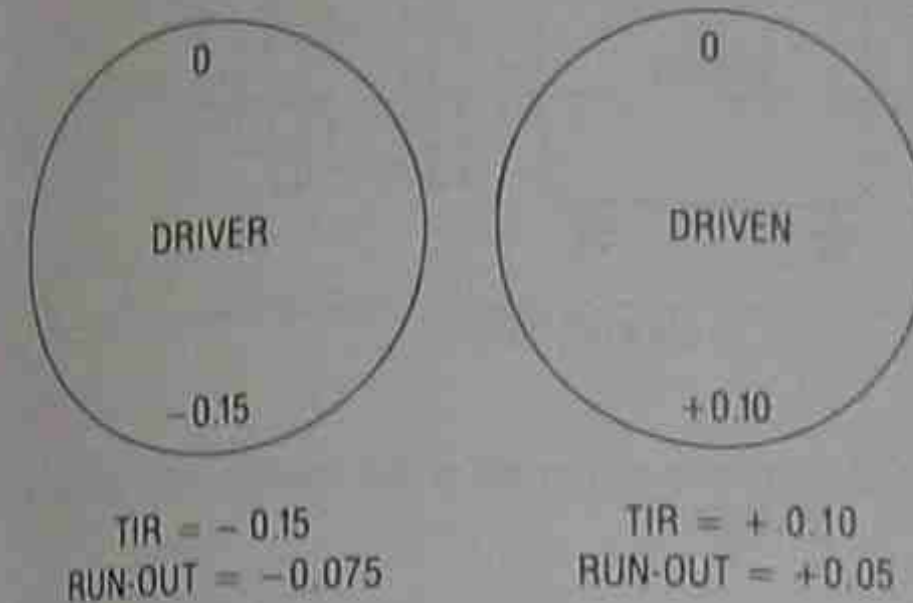 0
DRIVER
-0.15
TIR = - 0.15
RUN-OUT = -0.075
0
DRIVEN
+0.10
TIR = + 0.10
RUN-OUT = +0.05